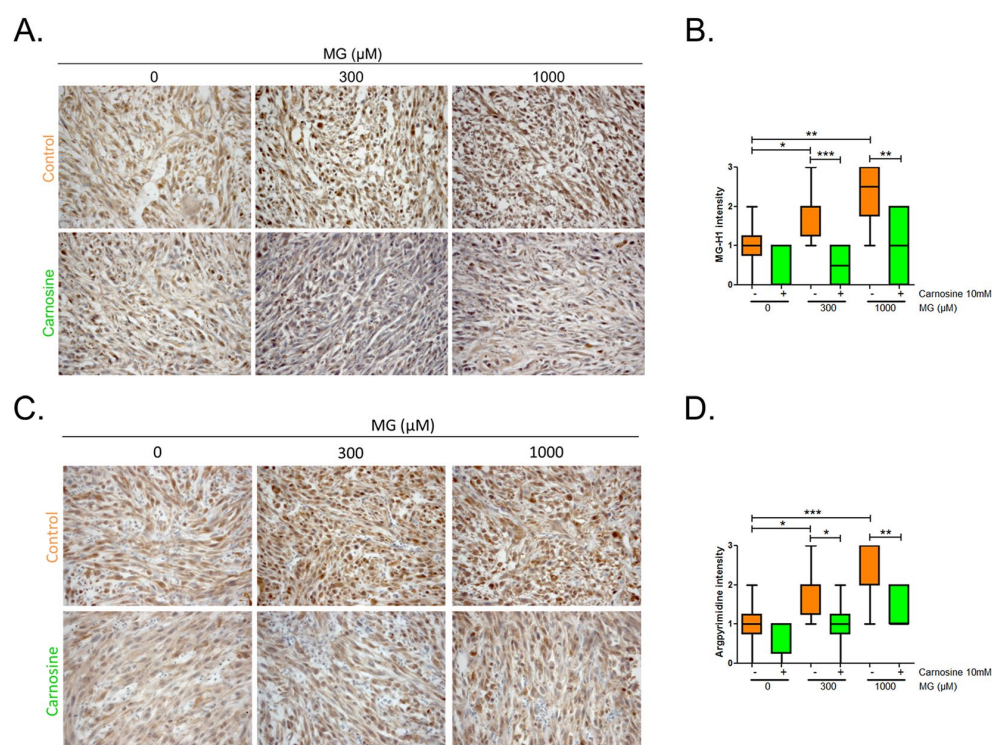 A.
MG (μM)
0 300 1000
Control
Carnosine
B.
** 
* *** **
MG-H1 intensity
3
2
1
0
- + - + - + Carnosine 10mM
0 300 1000 MG (μM)
C.
MG (μM)
0 300 1000
Control
Carnosine
D.
***
* * **
Argpyrimidine intensity
3
2
1
0
- + - + - + Carnosine 10mM
0 300 1000 MG (μM)